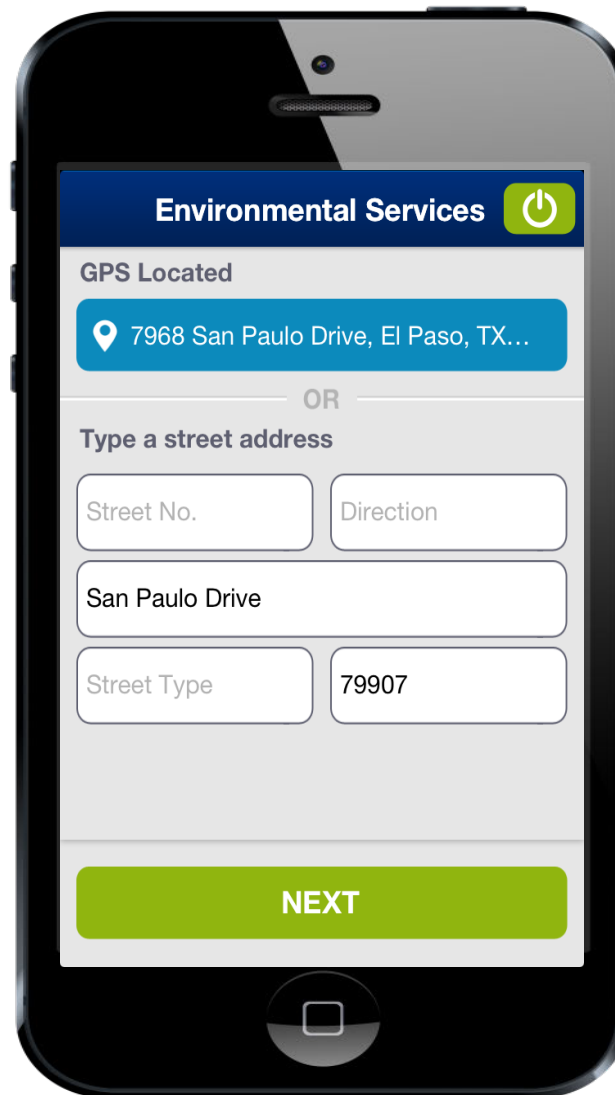 Environmental Services
GPS Located
7968 San Paulo Drive, El Paso, TX...
OR
Type a street address
Street No.
Direction
San Paulo Drive
Street Type
79907
NEXT